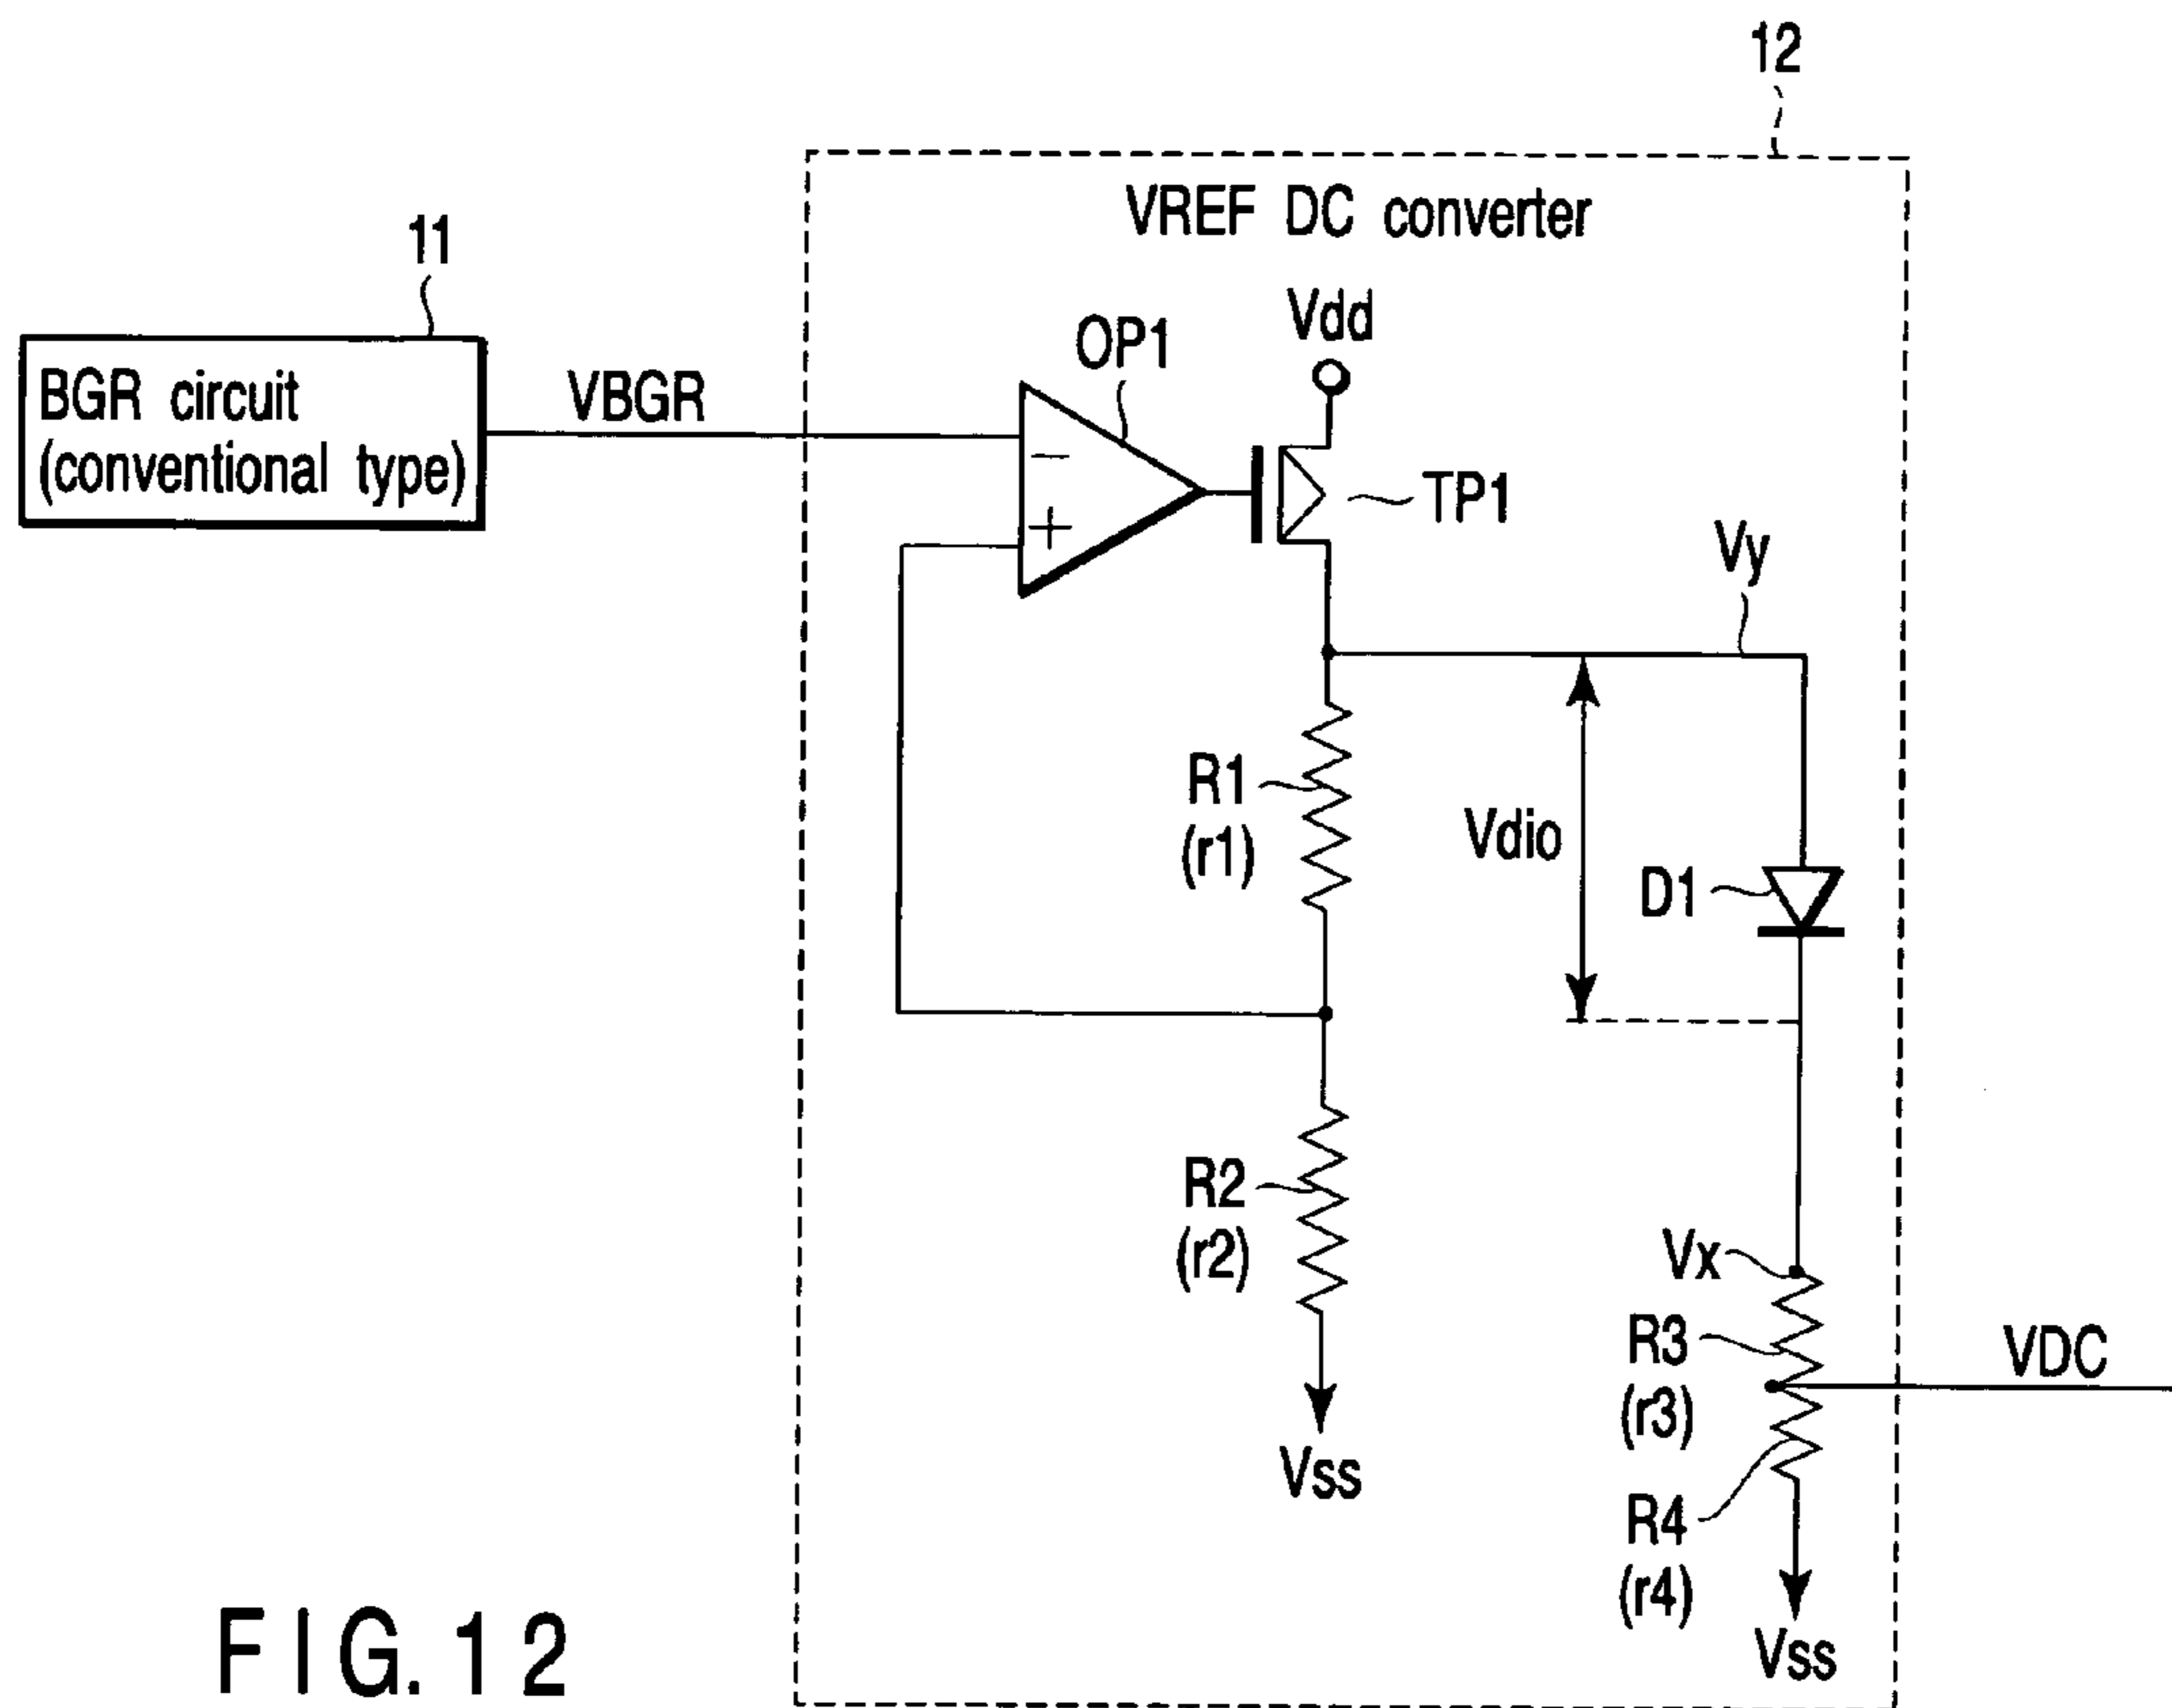 12
VREF DC converter
11
BGR circuit
(conventional type)
VBGR
OP1
−
+
Vdd
TP1
Vy
R1
(r1)
Vdio
D1
R2
(r2)
Vss
Vx
R3
(r3)
VDC
R4
(r4)
Vss
FIG.12